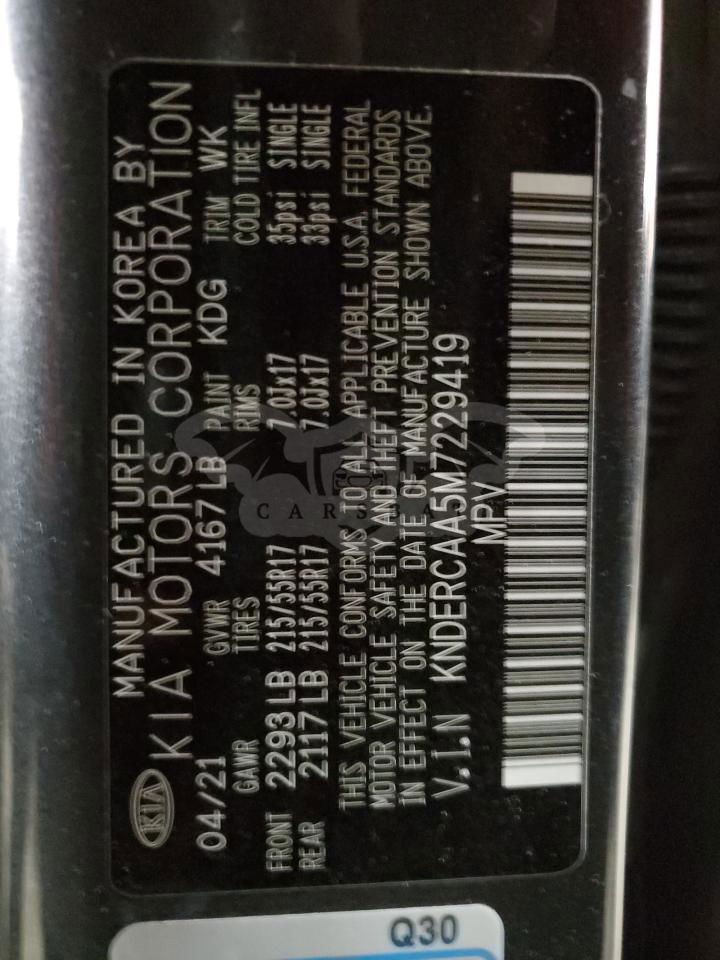 KIA
MANUFACTURED IN KOREA BY
KIA MOTORS CORPORATION
04/21 GVWR 4167 LB PAINT KDG TRIM WK
GAWR TIRES RIMS COLD TIRE INFL
FRONT 2293 LB 215/55R17 7.0Jx17 35psi SINGLE
REAR 2117 LB 215/55R17 7.0Jx17 33psi SINGLE
THIS VEHICLE CONFORMS TO ALL APPLICABLE U.S.A. FEDERAL
MOTOR VEHICLE SAFETY AND THEFT PREVENTION STANDARDS
IN EFFECT ON THE DATE OF MANUFACTURE SHOWN ABOVE.
V.I.N KNDERCAA5M7229419
MPV
Q30